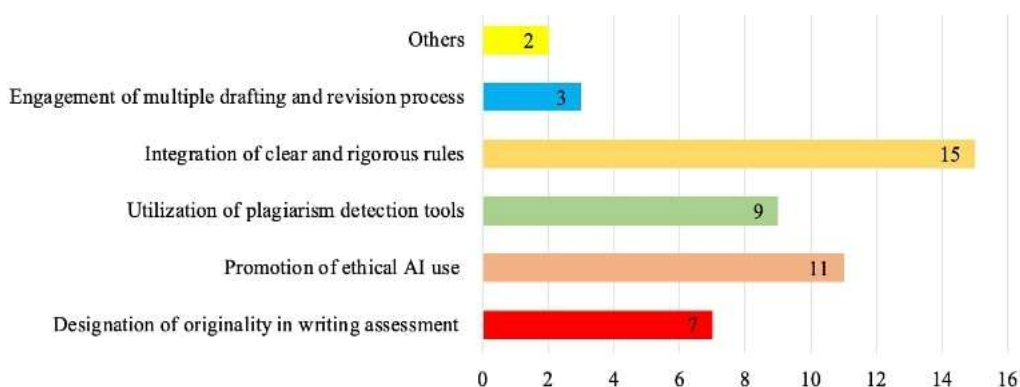 Others 2
Engagement of multiple drafting and revision process 3
Integration of clear and rigorous rules 15
Utilization of plagiarism detection tools 9
Promotion of ethical AI use 11
Designation of originality in writing assessment 7
0 2 4 6 8 10 12 14 16